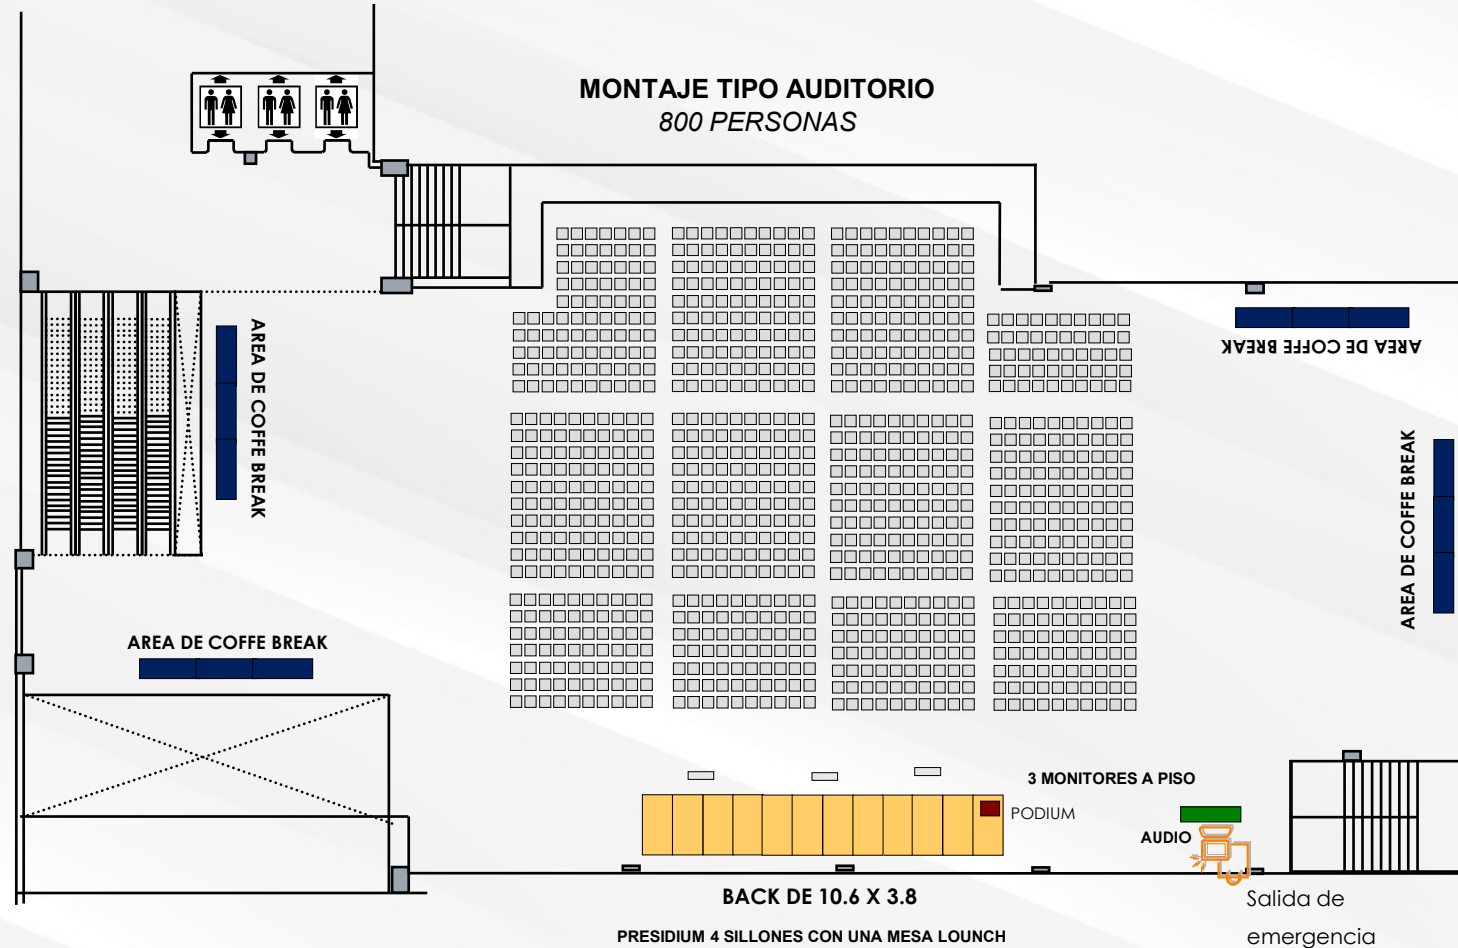 MONTAJE TIPO AUDITORIO
800 PERSONAS
AREA DE COFFE BREAK
AREA DE COFFE BREAK
AREA DE COFFE BREAK
AREA DE COFFE BREAK
3 MONITORES A PISO
PODIUM
AUDIO
BACK DE 10.6 X 3.8
Salida de
emergencia
PRESIDIUM 4 SILLONES CON UNA MESA LOUNCH